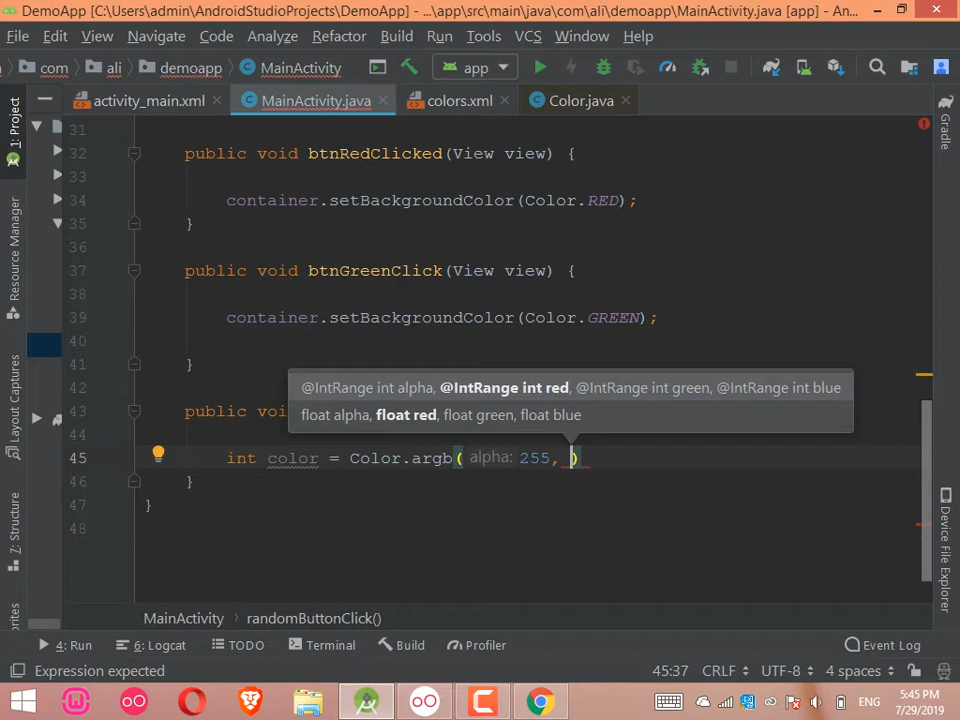 DemoApp [C:\Users\admin\AndroidStudioProjects\DemoApp] - ...\app\src\main\java\com\ali\demoapp\MainActivity.java [app] - An...
File Edit View Navigate Code Analyze Refactor Build Run Tools VCS Window Help
com ali demoapp MainActivity app
activity_main.xml MainActivity.java colors.xml Color.java
1: Project
Resource Manager
Layout Captures
7: Structure
Gradle
Device File Explorer
31
32 public void btnRedClicked(View view) {
33
34 container.setBackgroundColor(Color.RED);
35 }
36
37 public void btnGreenClick(View view) {
38
39 container.setBackgroundColor(Color.GREEN);
40
41 }
@IntRange int alpha, @IntRange int red, @IntRange int green, @IntRange int blue
float alpha, float red, float green, float blue
42
43 public voi
44
45 int color = Color.argb( alpha: 255, )
46 }
47 }
48
MainActivity randomButtonClick()
4: Run 6: Logcat TODO Terminal Build Profiler Event Log
Expression expected 45:37 CRLF UTF-8 4 spaces
ENG 5:45 PM
7/29/2019